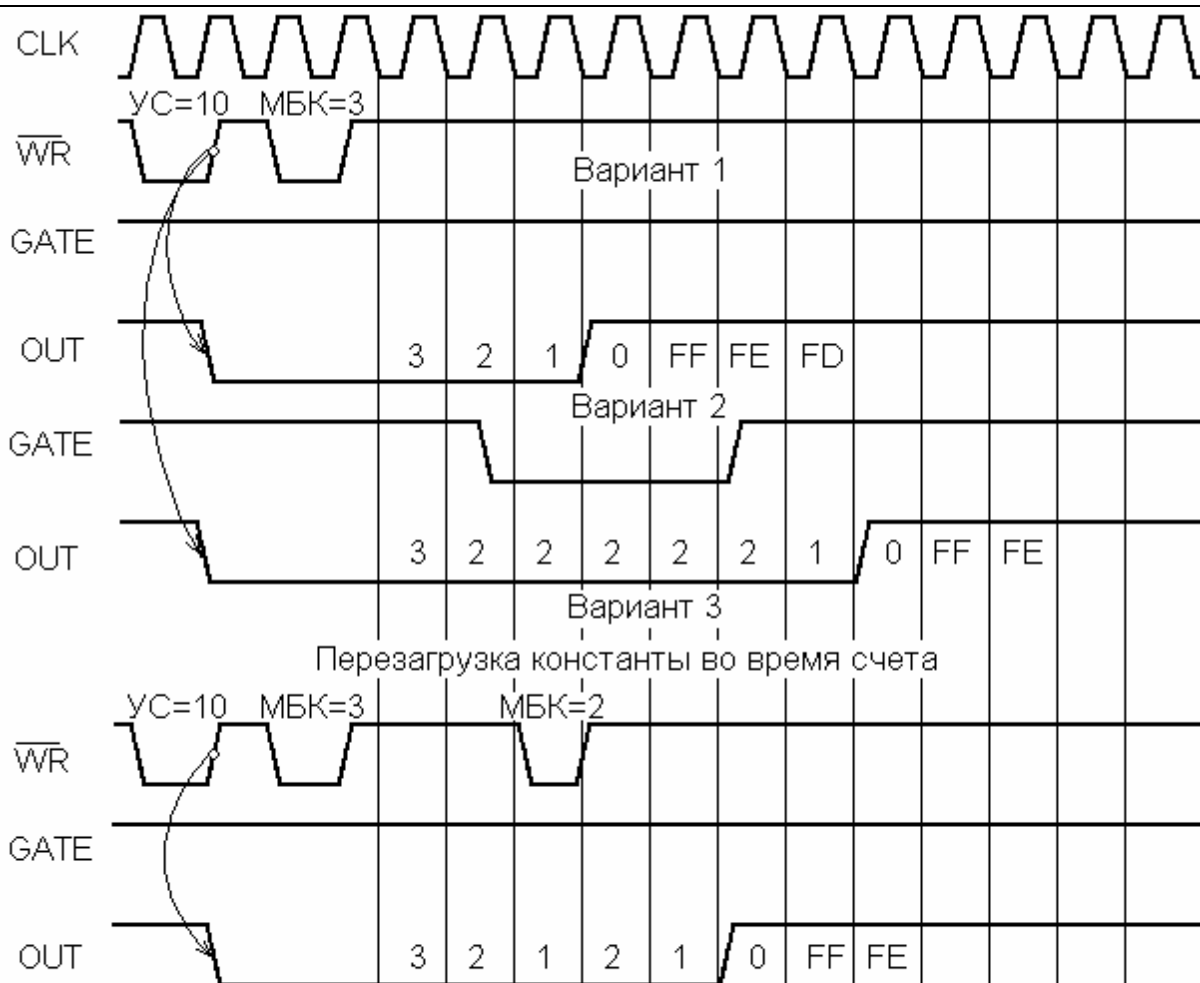 CLK
УС=10 МБК=3
WR
Вариант 1
GATE
OUT 3 2 1 0 FF FE FD
Вариант 2
GATE
OUT 3 2 2 2 2 2 1 0 FF FE
Вариант 3
Перезагрузка константы во время счета
УС=10 МБК=3 МБК=2
WR
GATE
OUT 3 2 1 2 1 0 FF FE